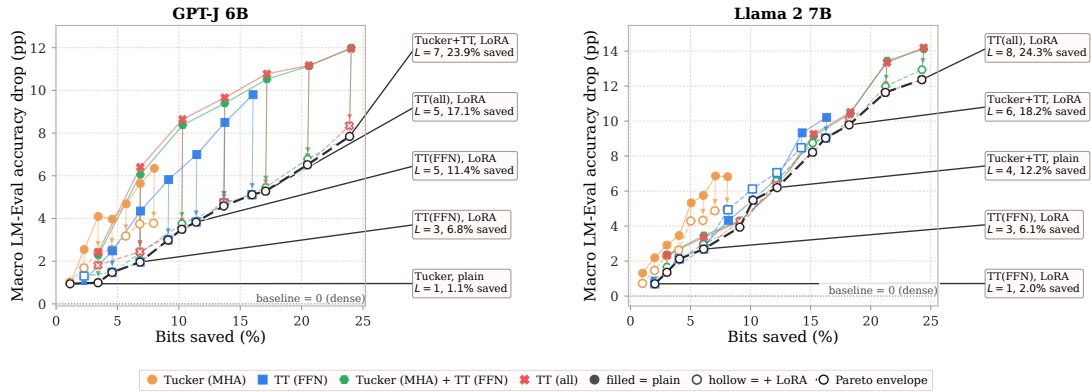 GPT-J 6B
Macro LM-Eval accuracy drop (pp)
12
10
8
6
4
2
0
baseline = 0 (dense)
0
5
10
15
20
25
Bits saved (%)
Tucker+TT, LoRA
L = 7, 23.9% saved
TT(all), LoRA
L = 5, 17.1% saved
TT(FFN), LoRA
L = 5, 11.4% saved
TT(FFN), LoRA
L = 3, 6.8% saved
Tucker, plain
L = 1, 1.1% saved
Llama 2 7B
Macro LM-Eval accuracy drop (pp)
14
12
10
8
6
4
2
0
baseline = 0 (dense)
0
5
10
15
20
25
Bits saved (%)
TT(all), LoRA
L = 8, 24.3% saved
Tucker+TT, LoRA
L = 6, 18.2% saved
Tucker+TT, plain
L = 4, 12.2% saved
TT(FFN), LoRA
L = 3, 6.1% saved
TT(FFN), LoRA
L = 1, 2.0% saved
Tucker (MHA)
TT (FFN)
Tucker (MHA) + TT (FFN)
TT (all)
filled = plain
hollow = + LoRA
Pareto envelope